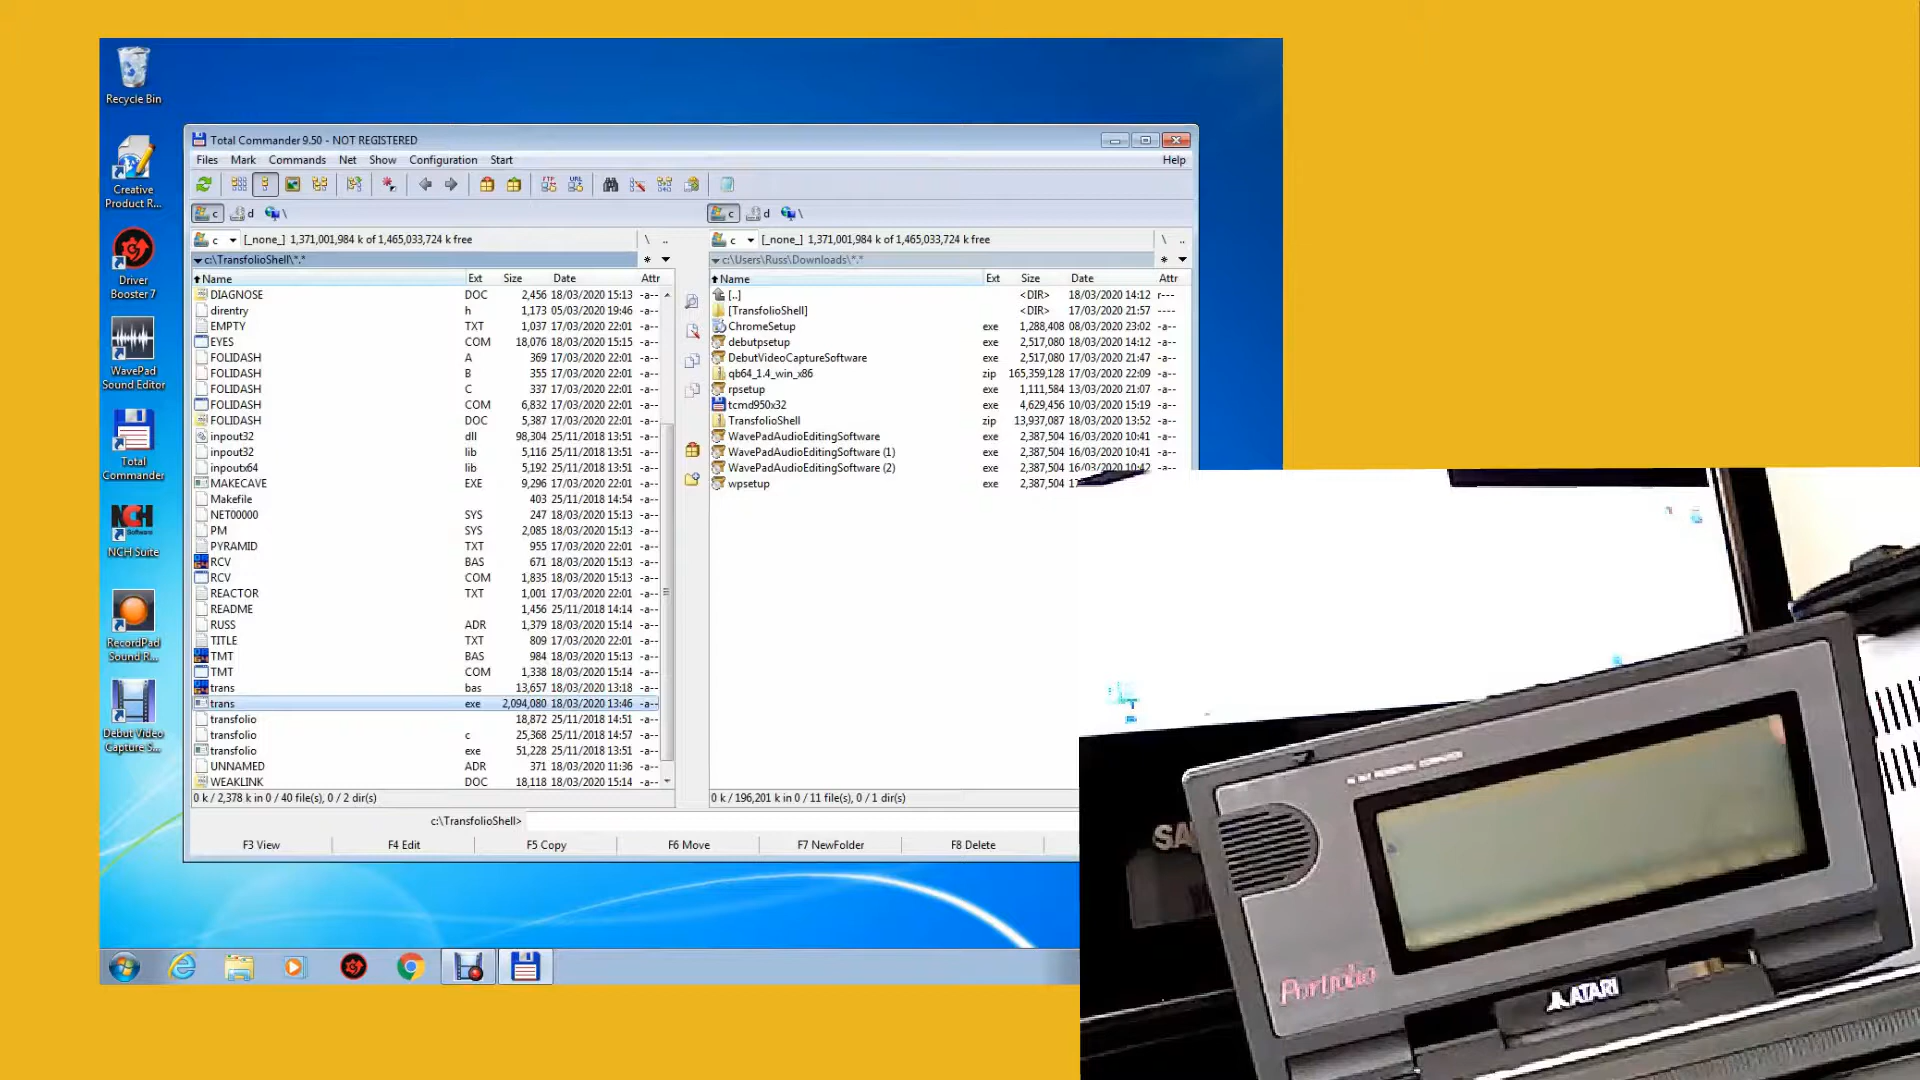 Recycle Bin
Creative Product R...
Driver Booster 7
WavePad Sound Editor
Total Commander
NCH Suite
RecordPad Sound R...
Debut Video Capture S...
Total Commander 9.50 - NOT REGISTERED
Files Mark Commands Net Show Configuration Start Help
c d \ c d \
c [_none_] 1,371,001,984 k of 1,465,033,724 k free \ .. c [_none_] 1,371,001,984 k of 1,465,033,724 k free \ ..
c:\TransfolioShell\*.* * c:\Users\Russ\Downloads\*.* *
Name Ext Size Date Attr
DIAGNOSE DOC 2,456 18/03/2020 15:13 -a--
direntry h 1,173 05/03/2020 19:46 -a--
EMPTY TXT 1,037 17/03/2020 22:01 -a--
EYES COM 18,076 18/03/2020 15:15 -a--
FOLIDASH A 369 17/03/2020 22:01 -a--
FOLIDASH B 355 17/03/2020 22:01 -a--
FOLIDASH C 337 17/03/2020 22:01 -a--
FOLIDASH COM 6,832 17/03/2020 22:01 -a--
FOLIDASH DOC 5,387 17/03/2020 22:01 -a--
inpout32 dll 98,304 25/11/2018 13:51 -a--
inpout32 lib 5,116 25/11/2018 13:51 -a--
inpoutx64 lib 5,192 25/11/2018 13:51 -a--
MAKECAVE EXE 9,296 17/03/2020 22:01 -a--
Makefile 403 25/11/2018 14:54 -a--
NET00000 SYS 247 18/03/2020 15:13 -a--
PM SYS 2,085 18/03/2020 15:13 -a--
PYRAMID TXT 955 17/03/2020 22:01 -a--
RCV BAS 671 18/03/2020 15:13 -a--
RCV COM 1,835 18/03/2020 15:13 -a--
REACTOR TXT 1,001 17/03/2020 22:01 -a--
README 1,456 25/11/2018 14:14 -a--
RUSS ADR 1,379 18/03/2020 15:14 -a--
TITLE TXT 809 17/03/2020 22:01 -a--
TMT BAS 984 18/03/2020 15:13 -a--
TMT COM 1,338 18/03/2020 15:14 -a--
trans bas 13,657 18/03/2020 13:18 -a--
trans exe 2,094,080 18/03/2020 13:46 -a--
transfolio 18,872 25/11/2018 14:51 -a--
transfolio c 25,368 25/11/2018 14:57 -a--
transfolio exe 51,228 25/11/2018 13:51 -a--
UNNAMED ADR 371 18/03/2020 11:36 -a--
WEAKLINK DOC 18,118 18/03/2020 15:14 -a--
0 k / 2,378 k in 0 / 40 file(s), 0 / 2 dir(s)
Name Ext Size Date Attr
[..] <DIR> 18/03/2020 14:12 r---
[TransfolioShell] <DIR> 17/03/2020 21:57 ----
ChromeSetup exe 1,288,408 08/03/2020 23:02 -a--
debutpsetup exe 2,517,080 18/03/2020 14:12 -a--
DebutVideoCaptureSoftware exe 2,517,080 17/03/2020 21:47 -a--
qb64_1.4_win_x86 zip 165,359,128 17/03/2020 22:09 -a--
rpsetup exe 1,111,584 13/03/2020 21:07 -a--
tcmd950x32 exe 4,629,456 10/03/2020 15:19 -a--
TransfolioShell zip 13,937,087 18/03/2020 13:52 -a--
WavePadAudioEditingSoftware exe 2,387,504 16/03/2020 10:41 -a--
WavePadAudioEditingSoftware (1) exe 2,387,504 16/03/2020 10:41 -a--
WavePadAudioEditingSoftware (2) exe 2,387,504 16/03/2020 10:42 -a--
wpsetup exe 2,387,504
0 k / 196,201 k in 0 / 11 file(s), 0 / 1 dir(s)
c:\TransfolioShell>
F3 View F4 Edit F5 Copy F6 Move F7 NewFolder F8 Delete
Portfolio
ATARI